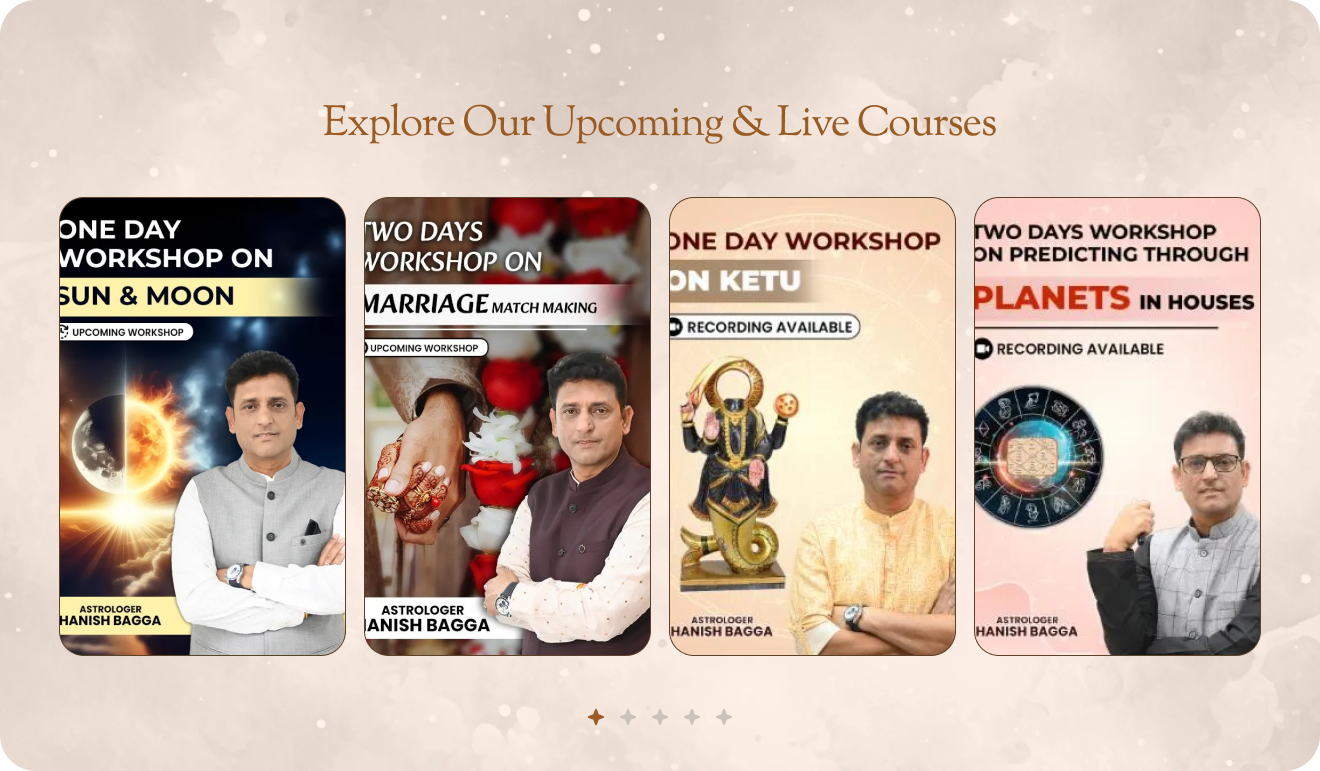 Explore Our Upcoming & Live Courses
ONE DAY
WORKSHOP ON
SUN & MOON
UPCOMING WORKSHOP
ASTROLOGER
HANISH BAGGA
TWO DAYS
WORKSHOP ON
MARRIAGE MATCH MAKING
UPCOMING WORKSHOP
ASTROLOGER
HANISH BAGGA
ONE DAY WORKSHOP
ON KETU
RECORDING AVAILABLE
ASTROLOGER
HANISH BAGGA
TWO DAYS WORKSHOP
ON PREDICTING THROUGH
PLANETS IN HOUSES
RECORDING AVAILABLE
ASTROLOGER
HANISH BAGGA